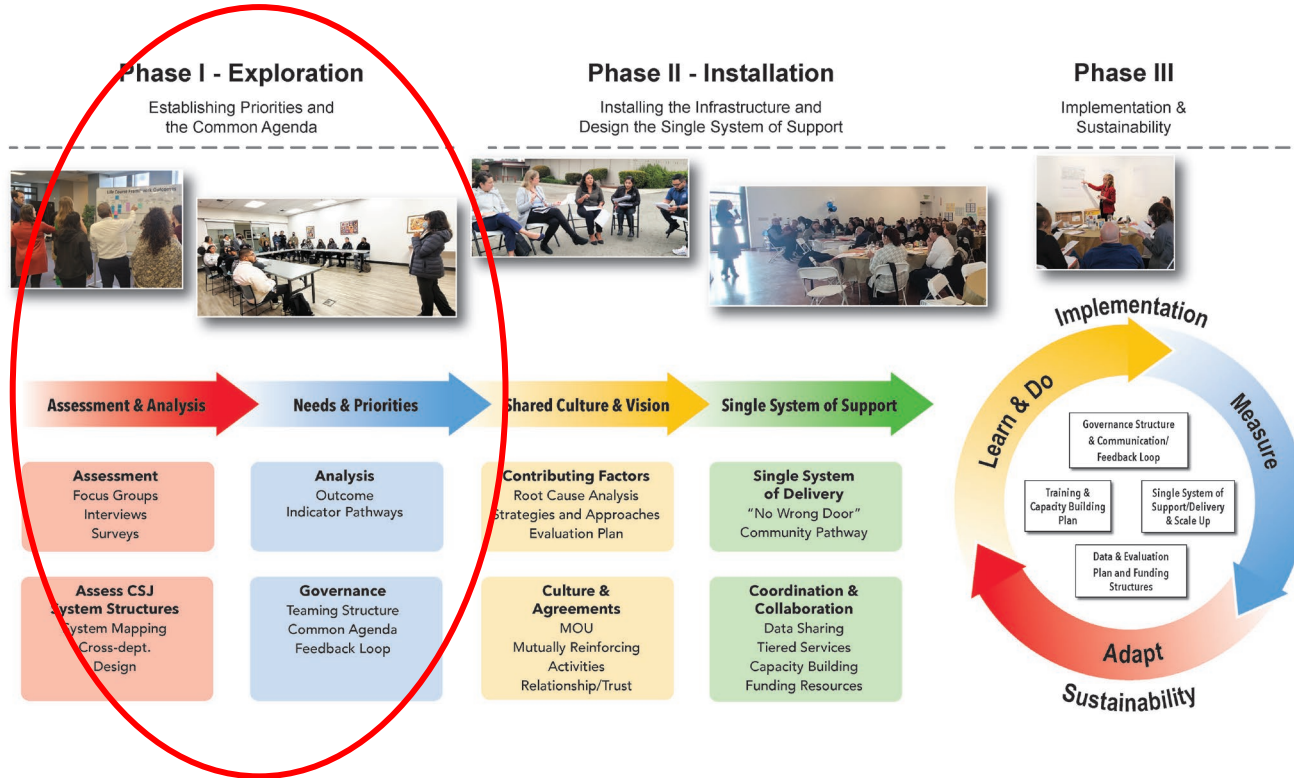 Phase I - Exploration
Establishing Priorities and
the Common Agenda
Phase II - Installation
Installing the Infrastructure and
Design the Single System of Support
Phase III
Implementation &
Sustainability
Assessment & Analysis
Needs & Priorities
Shared Culture & Vision
Single System of Support
Assessment
Focus Groups
Interviews
Surveys
Analysis
Outcome
Indicator Pathways
Contributing Factors
Root Cause Analysis
Strategies and Approaches
Evaluation Plan
Single System
of Delivery
"No Wrong Door"
Community Pathway
Assess CSJ
System Structures
System Mapping
Cross-dept.
Design
Governance
Teaming Structure
Common Agenda
Feedback Loop
Culture &
Agreements
MOU
Mutually Reinforcing
Activities
Relationship/Trust
Coordination &
Collaboration
Data Sharing
Tiered Services
Capacity Building
Funding Resources
Implementation
Learn & Do
Measure
Adapt
Sustainability
Governance Structure
& Communication/
Feedback Loop
Training &
Capacity Building
Plan
Single System of
Support/Delivery
& Scale Up
Data & Evaluation
Plan and Funding
Structures